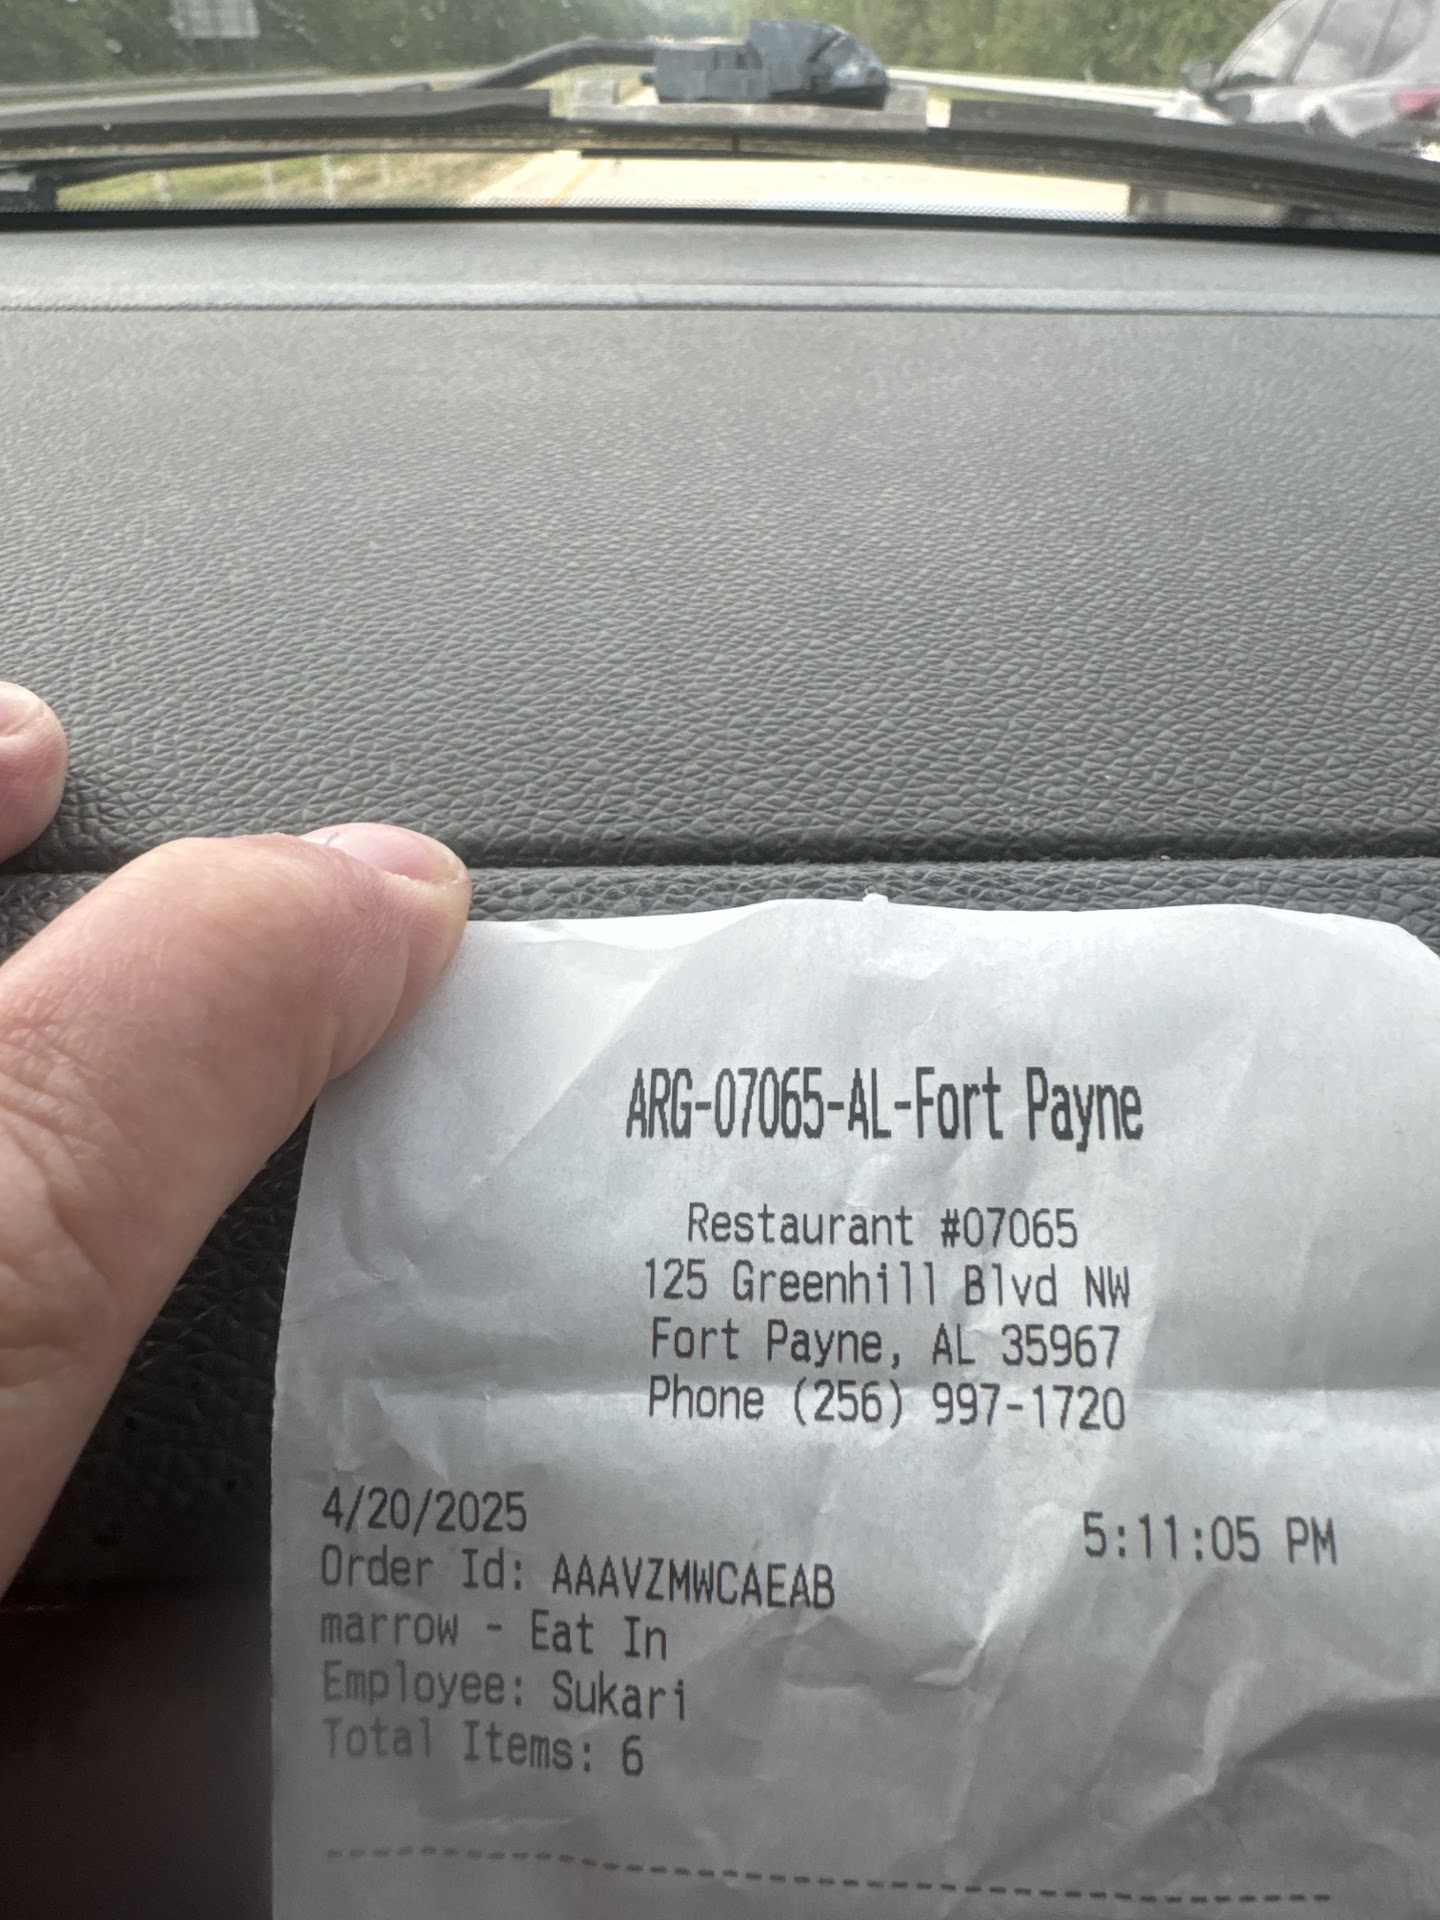 ARG-07065-AL-Fort Payne
Restaurant #07065
125 Greenhill Blvd NW
Fort Payne, AL 35967
Phone (256) 997-1720
4/20/2025 5:11:05 PM
Order Id: AAAVZMWCAEAB
marrow - Eat In
Employee: Sukari
Total Items: 6